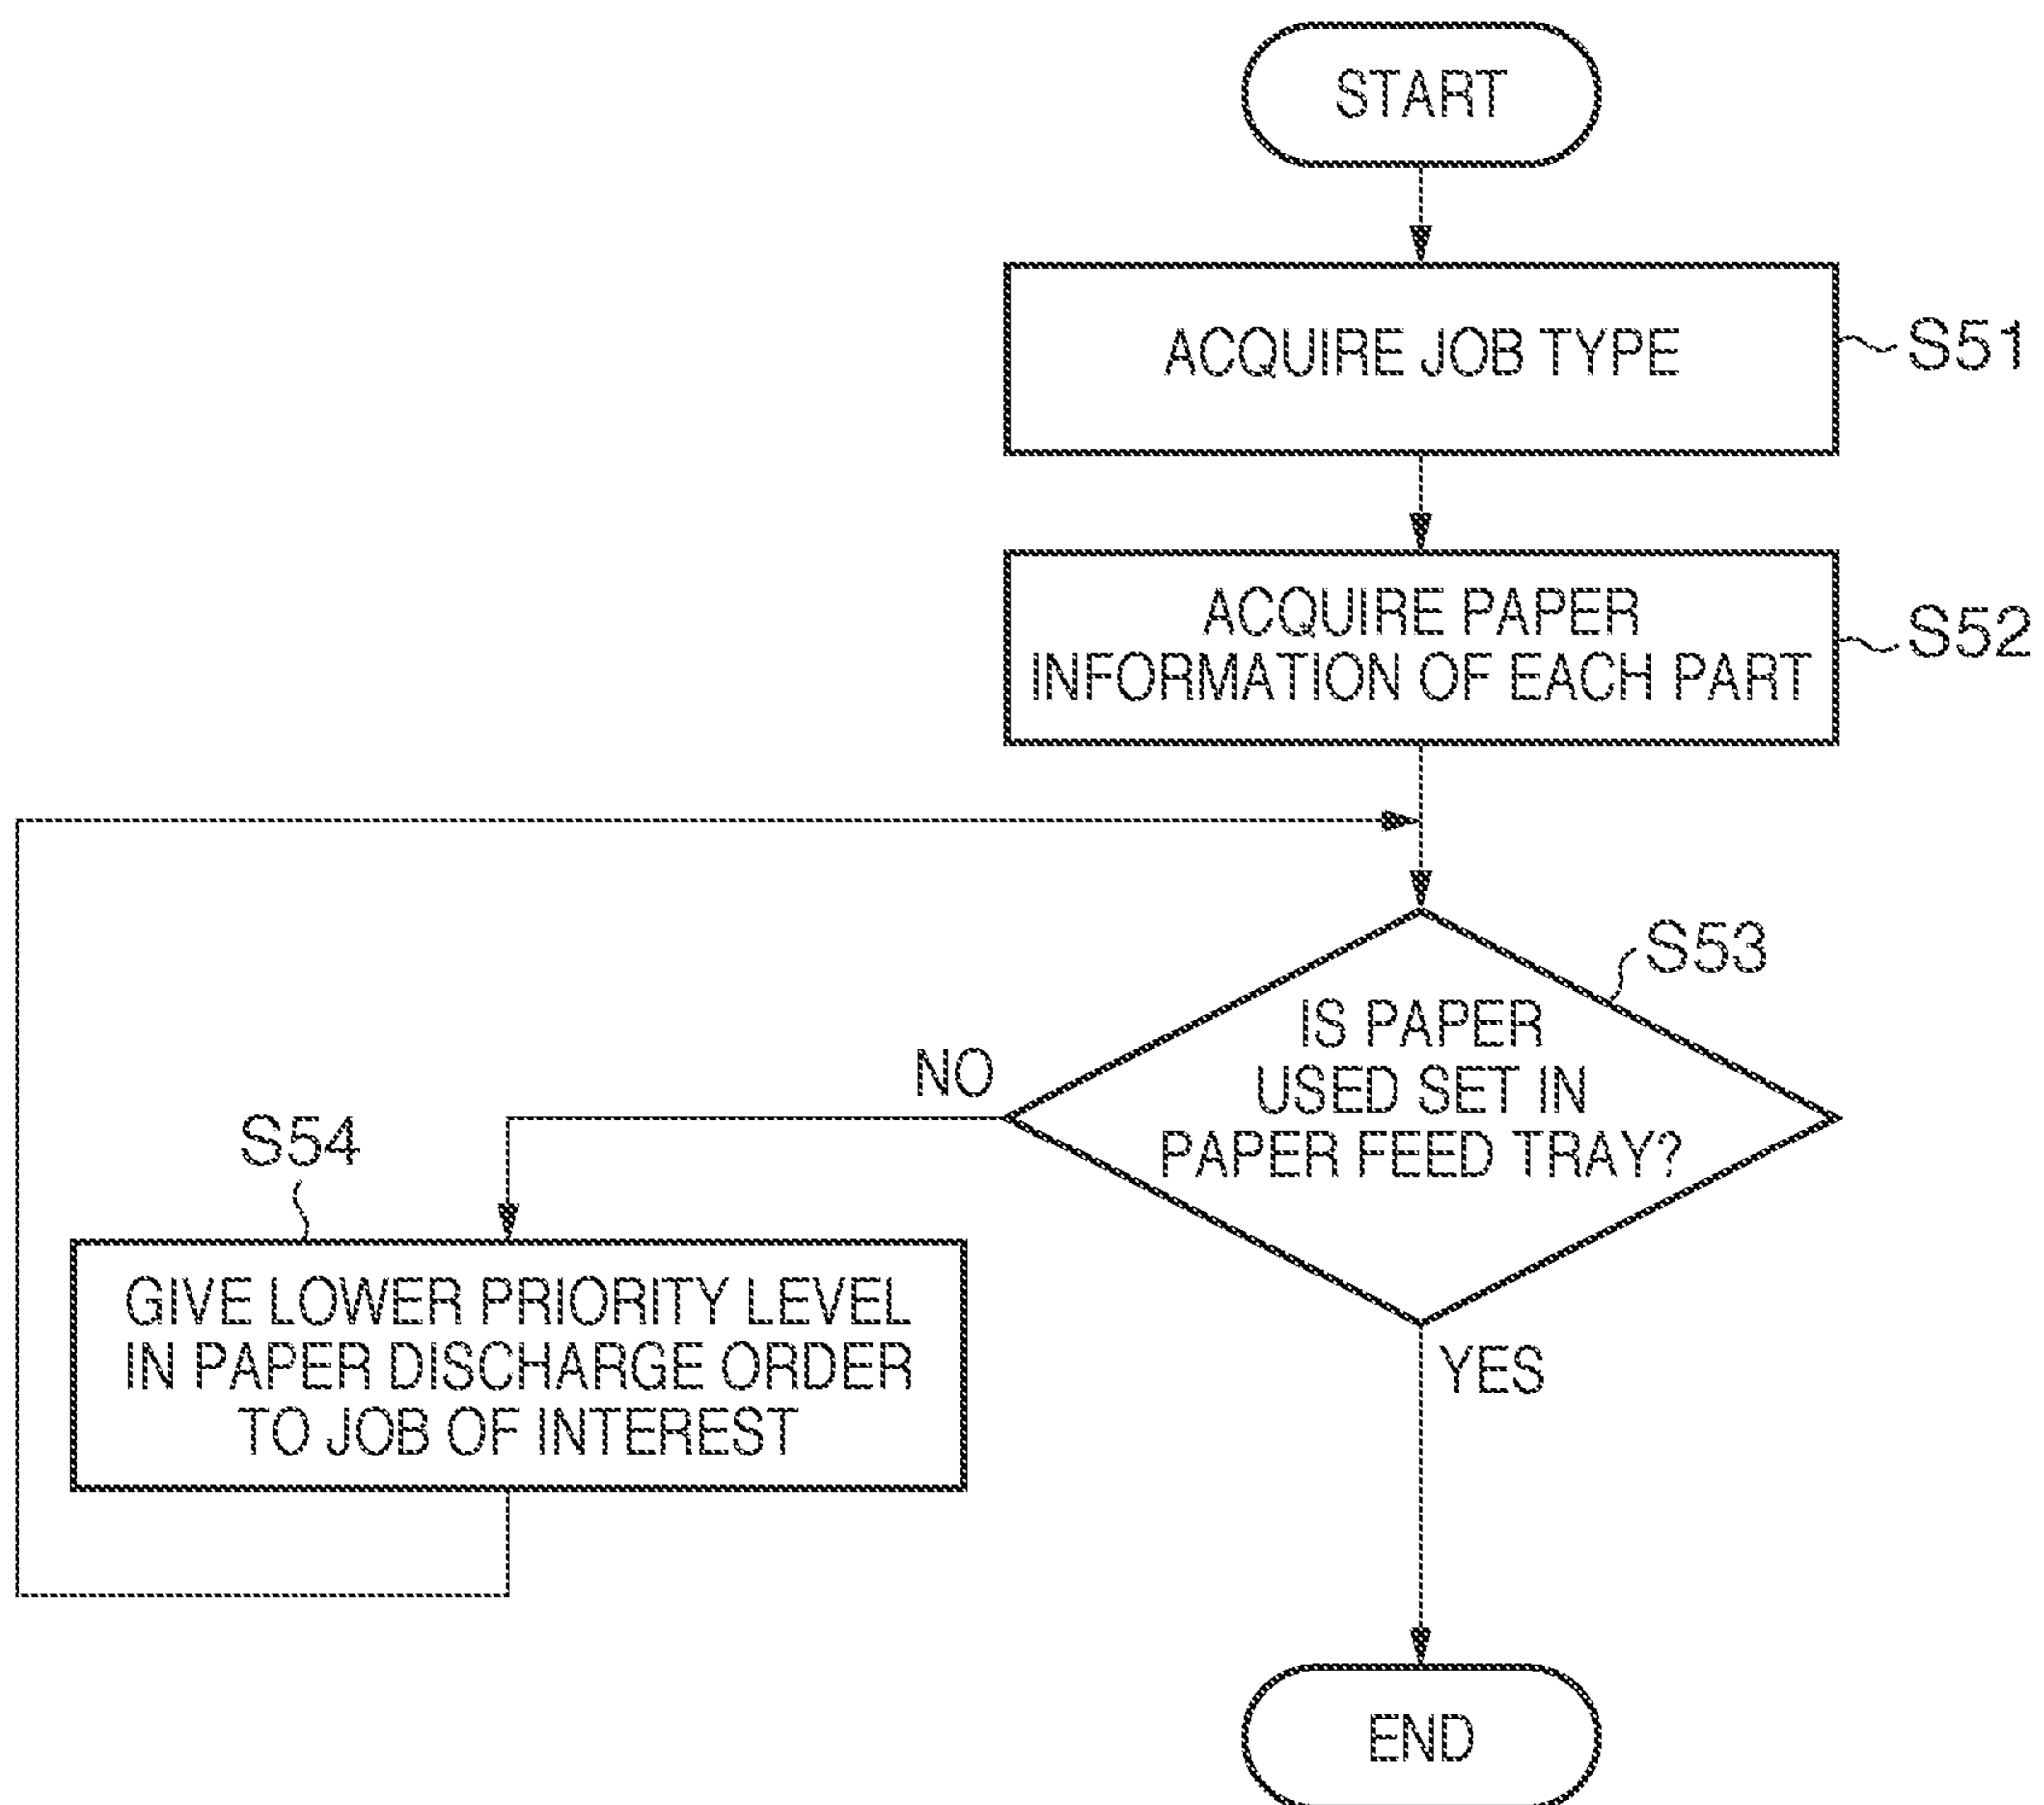 START
ACQUIRE JOB TYPE
S51
ACQUIRE PAPER
INFORMATION OF EACH PART
S52
S53
IS PAPER
USED SET IN
PAPER FEED TRAY?
NO
S54
GIVE LOWER PRIORITY LEVEL
IN PAPER DISCHARGE ORDER
TO JOB OF INTEREST
YES
END